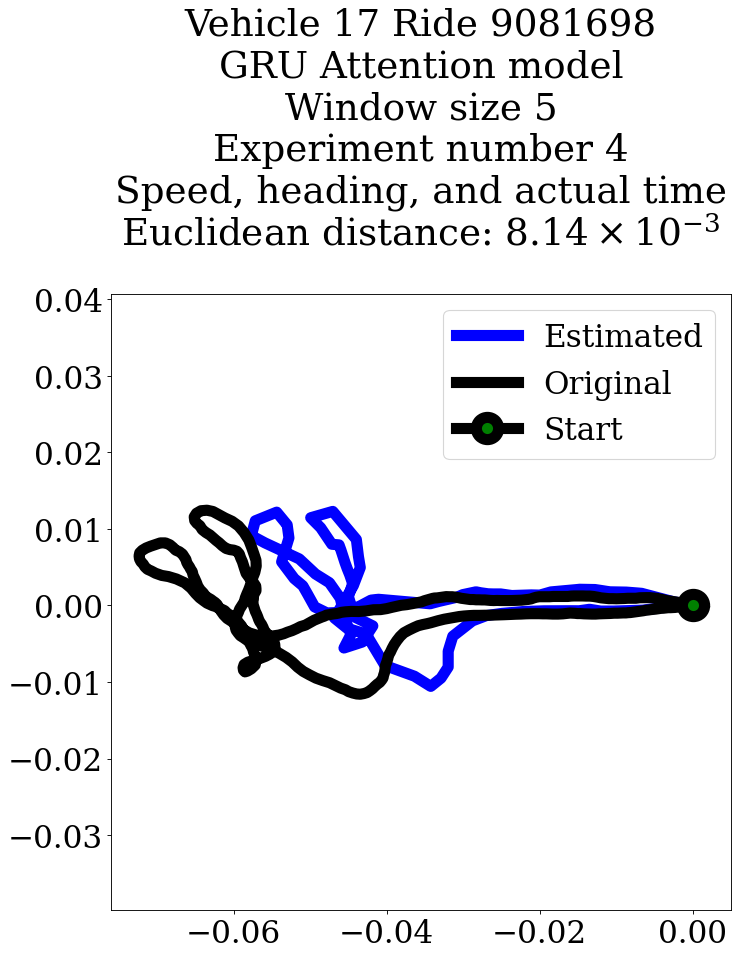 Vehicle 17 Ride 9081698
GRU Attention model
Window size 5
Experiment number 4
Speed, heading, and actual time
Euclidean distance: 8.14 × 10⁻³
Estimated
Original
Start
0.04
0.03
0.02
0.01
0.00
−0.01
−0.02
−0.03
−0.06
−0.04
−0.02
0.00